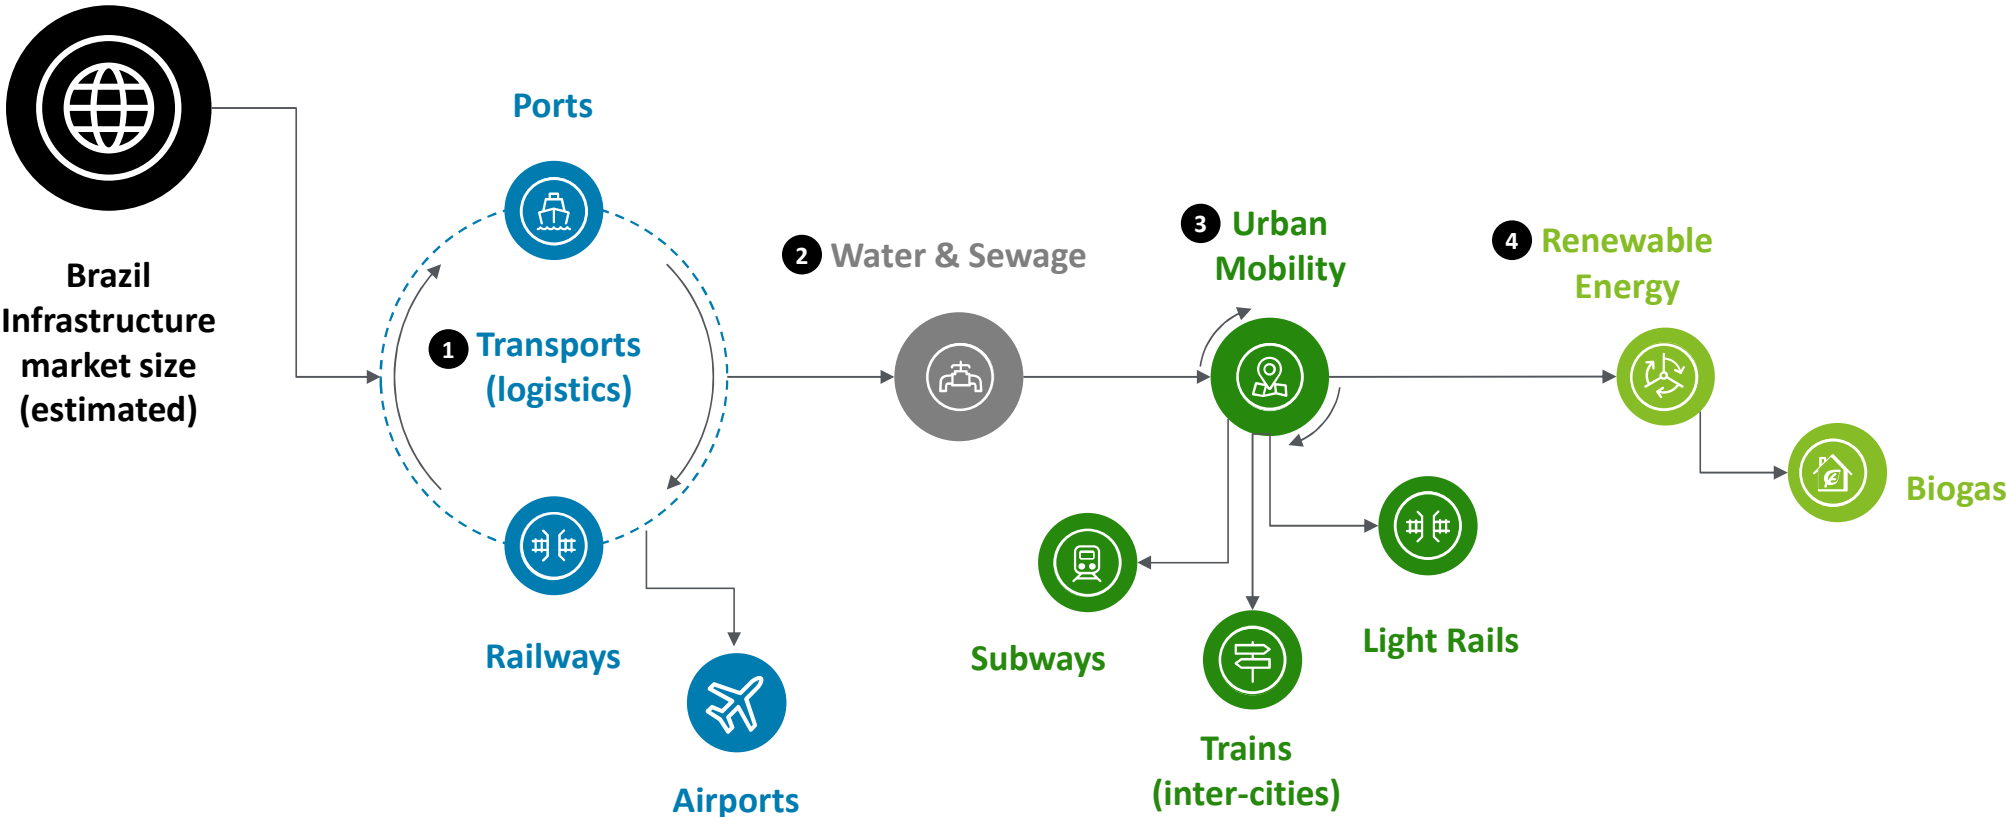 Brazil
Infrastructure
market size
(estimated)
Ports
1 Transports
(logistics)
Railways
Airports
2 Water & Sewage
3 Urban
Mobility
Subways
Trains
(inter-cities)
Light Rails
4 Renewable
Energy
Biogas